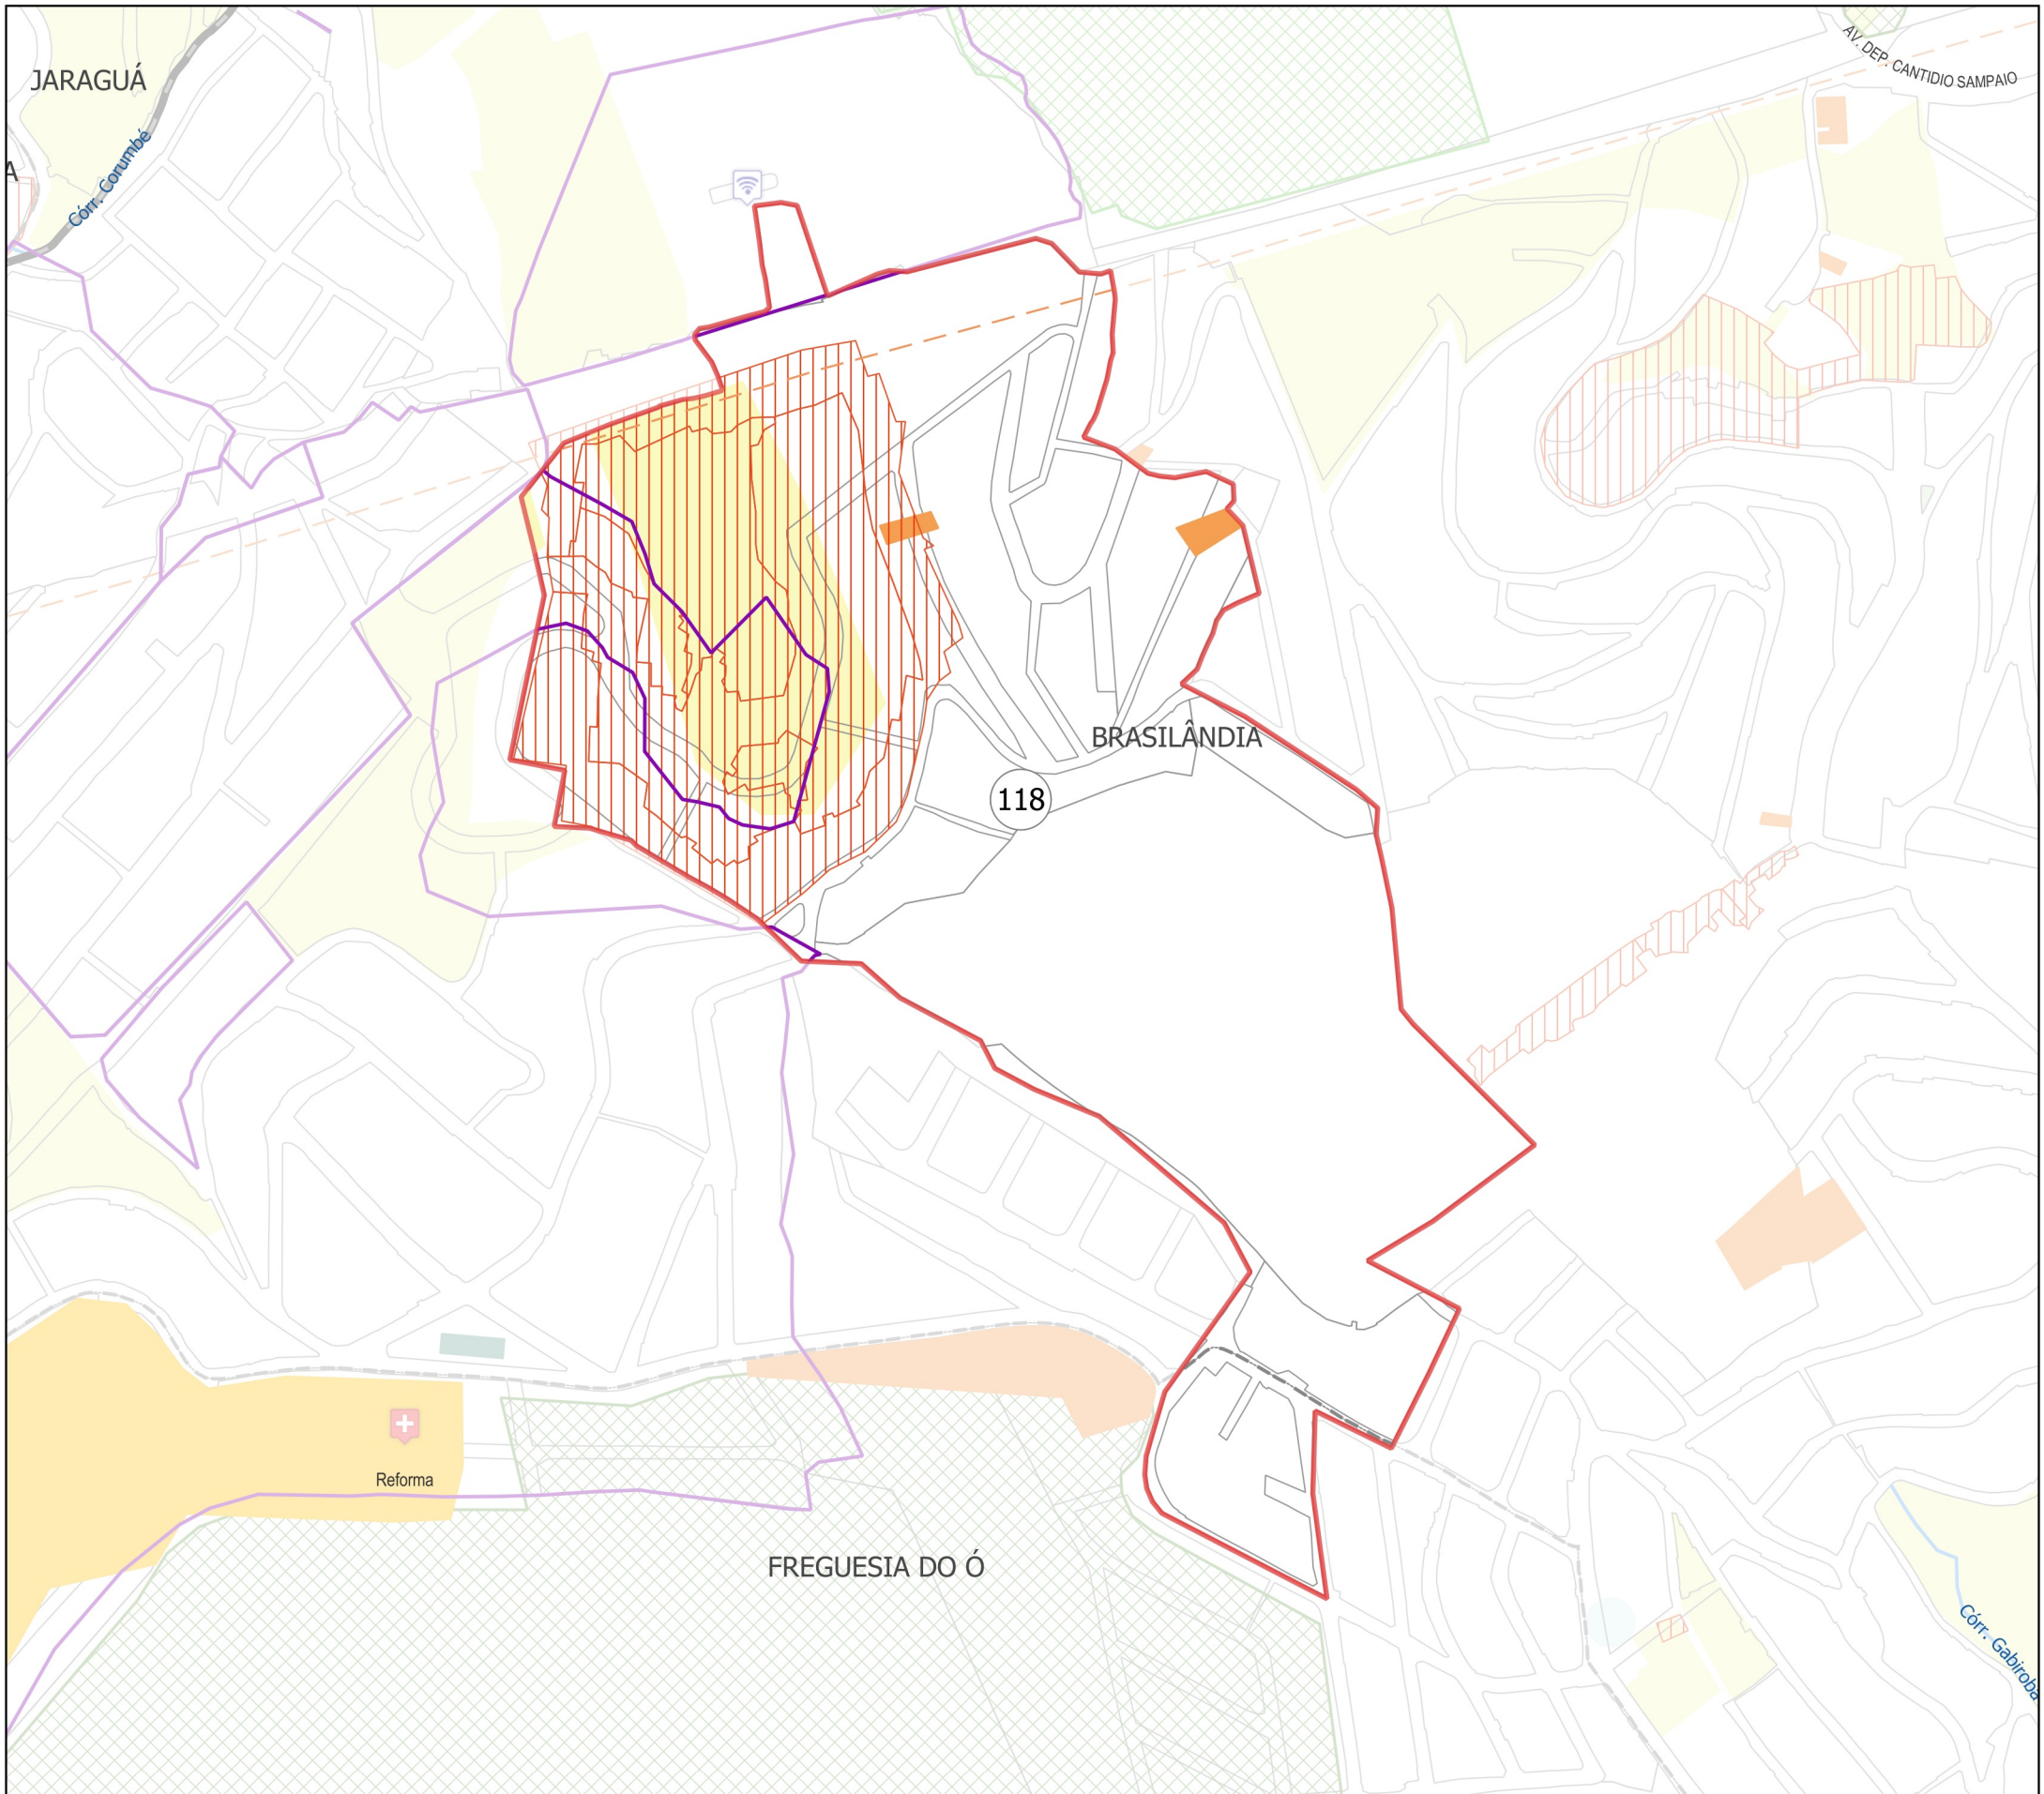 AV. DEP. CANTIDIO SAMPAIO
JARAGUÁ
Córr. Corumbé
A
BRASILÂNDIA
118
Reforma
FREGUESIA DO Ó
Córr. Gabiroba